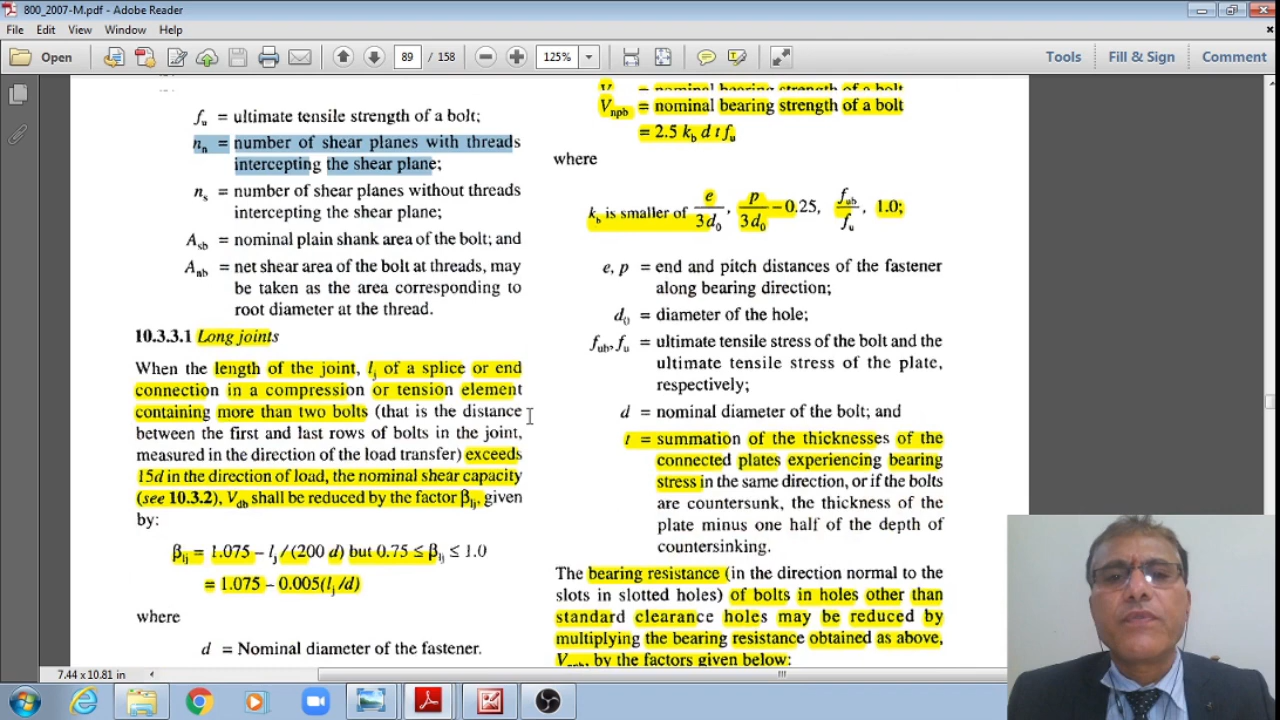 800_2007-M.pdf - Adobe Reader
File Edit View Window Help
Open 89 / 158 125% Tools Fill & Sign Comment
fu = ultimate tensile strength of a bolt;
nn = number of shear planes with threads
intercepting the shear plane;
ns = number of shear planes without threads
intercepting the shear plane;
Asb = nominal plain shank area of the bolt; and
Anb = net shear area of the bolt at threads, may
be taken as the area corresponding to
root diameter at the thread.
10.3.3.1 Long joints
When the length of the joint, lj of a splice or end
connection in a compression or tension element
containing more than two bolts (that is the distance
between the first and last rows of bolts in the joint,
measured in the direction of the load transfer) exceeds
15d in the direction of load, the nominal shear capacity
(see 10.3.2), Vdb shall be reduced by the factor βlj, given
by:
βlj = 1.075 – lj /(200 d) but 0.75 ≤ βlj ≤ 1.0
= 1.075 – 0.005(lj /d)
where
d = Nominal diameter of the fastener.
Vnpb = nominal bearing strength of a bolt
= 2.5 kb d t fu
where
kb is smaller of e/3d0, p/3d0 – 0.25, fub/fu, 1.0;
e, p = end and pitch distances of the fastener
along bearing direction;
d0 = diameter of the hole;
fub, fu = ultimate tensile stress of the bolt and the
ultimate tensile stress of the plate,
respectively;
d = nominal diameter of the bolt; and
t = summation of the thicknesses of the
connected plates experiencing bearing
stress in the same direction, or if the bolts
are countersunk, the thickness of the
plate minus one half of the depth of
countersinking.
The bearing resistance (in the direction normal to the
slots in slotted holes) of bolts in holes other than
standard clearance holes may be reduced by
multiplying the bearing resistance obtained as above,
Vnpb, by the factors given below:
7.44 x 10.81 in